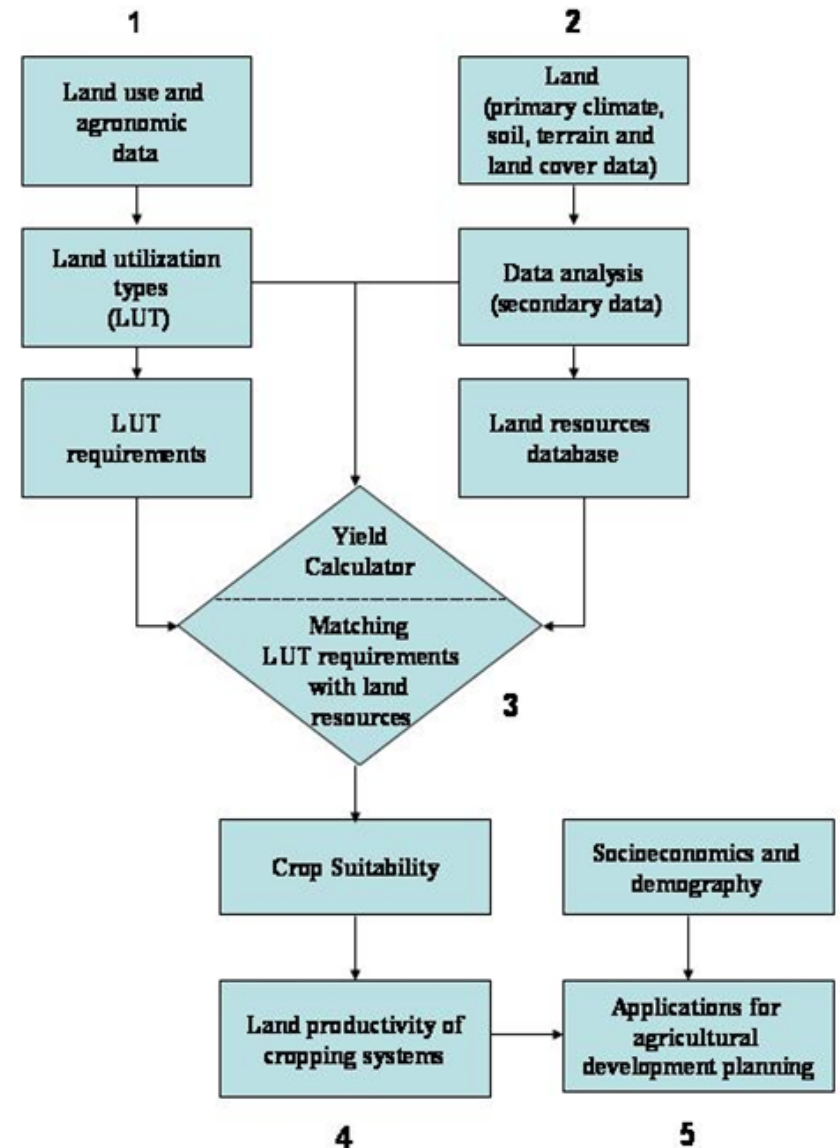 1
Land use and
agronomic
data
2
Land
(primary climate,
soil, terrain and
land cover data)
Land utilization
types
(LUT)
Data analysis
(secondary data)
LUT
requirements
Land resources
database
Yield
Calculator
Matching
LUT requirements
with land
resources
3
Crop Suitability
Socioeconomics and
demography
Land productivity of
cropping systems
Applications for
agricultural
development planning
4
5